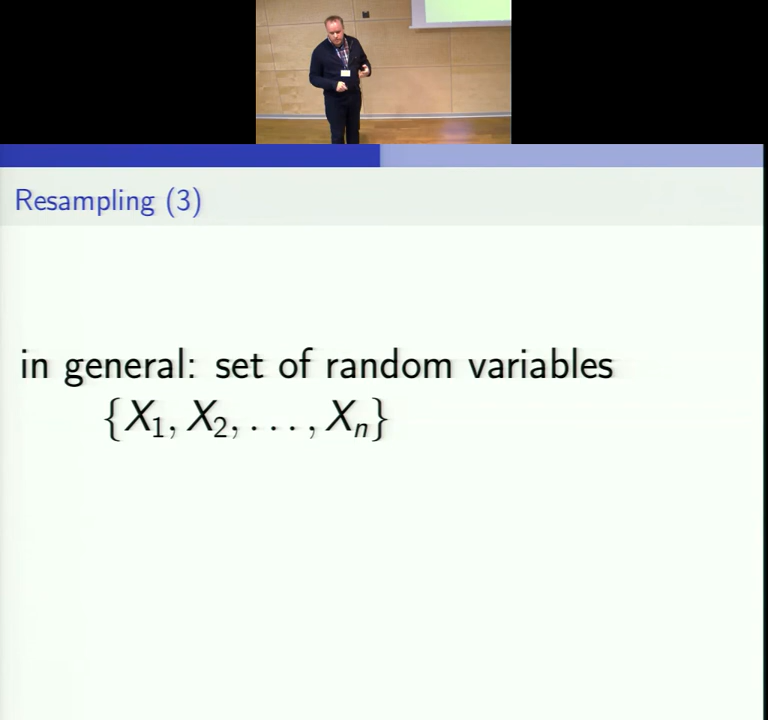 Resampling (3)
in general: set of random variables
{X₁, X₂, . . . , Xₙ}